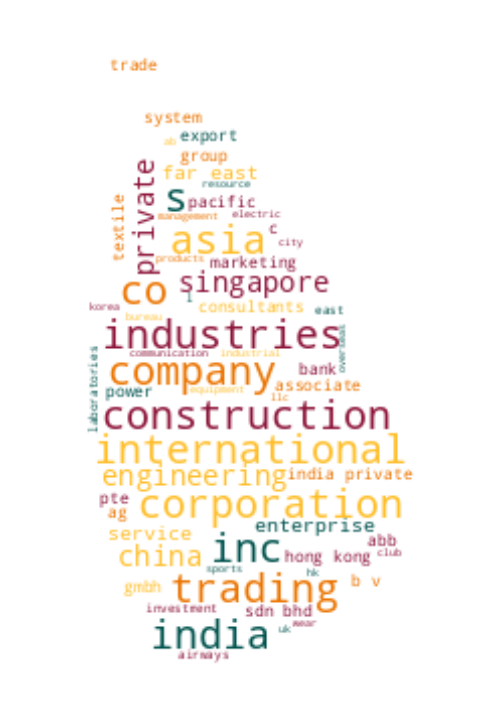 trade
system
ab export
group
far east
resource
s pacific
private
textile
management electric
asia c
city
products marketing
co singapore
l
korea consultants east
bureau
industries
overseas
communication industrial
company bank
laboratories
power equipment associate
llc
construction
international
engineering india private
pte corporation
ag
enterprise
service abb
china inc hong kong club
sports hk
gmbh trading b v
investment sdn bhd
india uk wear
airways